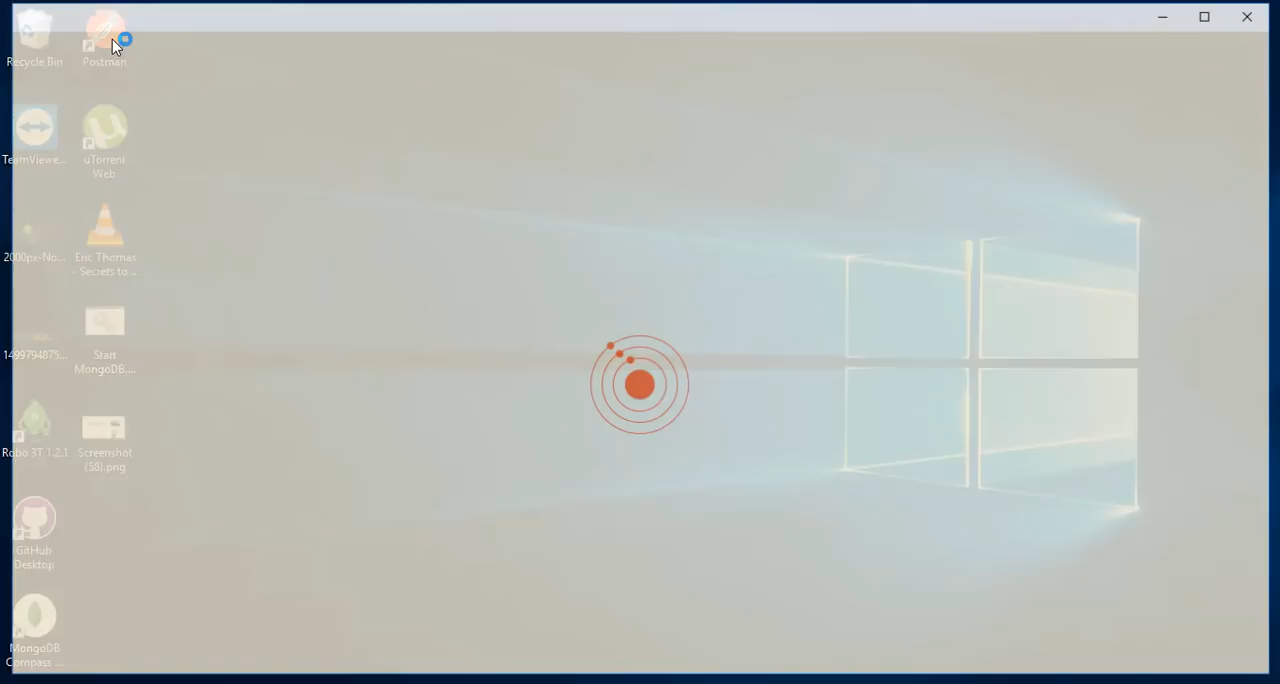 Recycle Bin
Postman
TeamViewe...
uTorrent
Web
2000px-No...
Eric Thomas
- Secrets to ...
1499794875...
Start
MongoDB,...
Robo 3T 1.2.1
Screenshot
(58).png
GitHub
Desktop
MongoDB
Compass ...